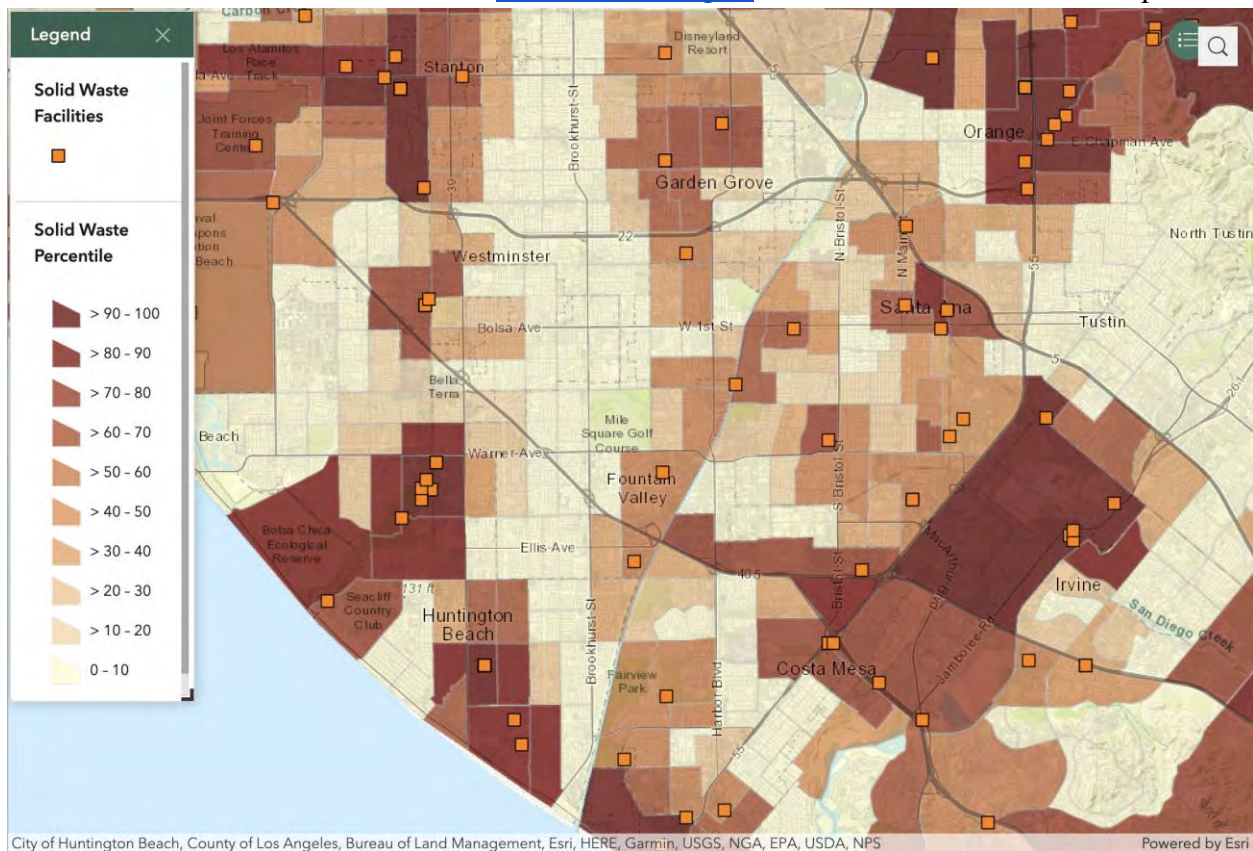 Legend
Solid Waste
Facilities
Solid Waste
Percentile
> 90 - 100
> 80 - 90
> 70 - 80
> 60 - 70
> 50 - 60
> 40 - 50
> 30 - 40
> 20 - 30
> 10 - 20
0 - 10
Los Alamitos
Race
Track
Joint Forces
Training
Center
Stanton
Disneyland
Resort
Brookhurst-St
Orange
E Chapman Ave
Garden Grove
39
22
5
55
N-Bristol-St
N-Main-St
North Tustin
Westminster
Bolsa Ave
W 1st St
Santa Ana
Tustin
5
261
Bella
Terra
Mile
Square Golf
Course
Beach
Warner-Ave
Fountain
Valley
S-Bristol-St
Bolsa Chica
Ecological
Reserve
Ellis-Ave
405
Bristol-St
Irvine
San Diego Creek
131 ft
Seacliff
Country
Club
Huntington
Beach
Brookhurst-St
Fairview
Park
Harbor Blvd
Costa Mesa
Jamboree-Rd
55
City of Huntington Beach, County of Los Angeles, Bureau of Land Management, Esri, HERE, Garmin, USGS, NGA, EPA, USDA, NPS
Powered by Esri